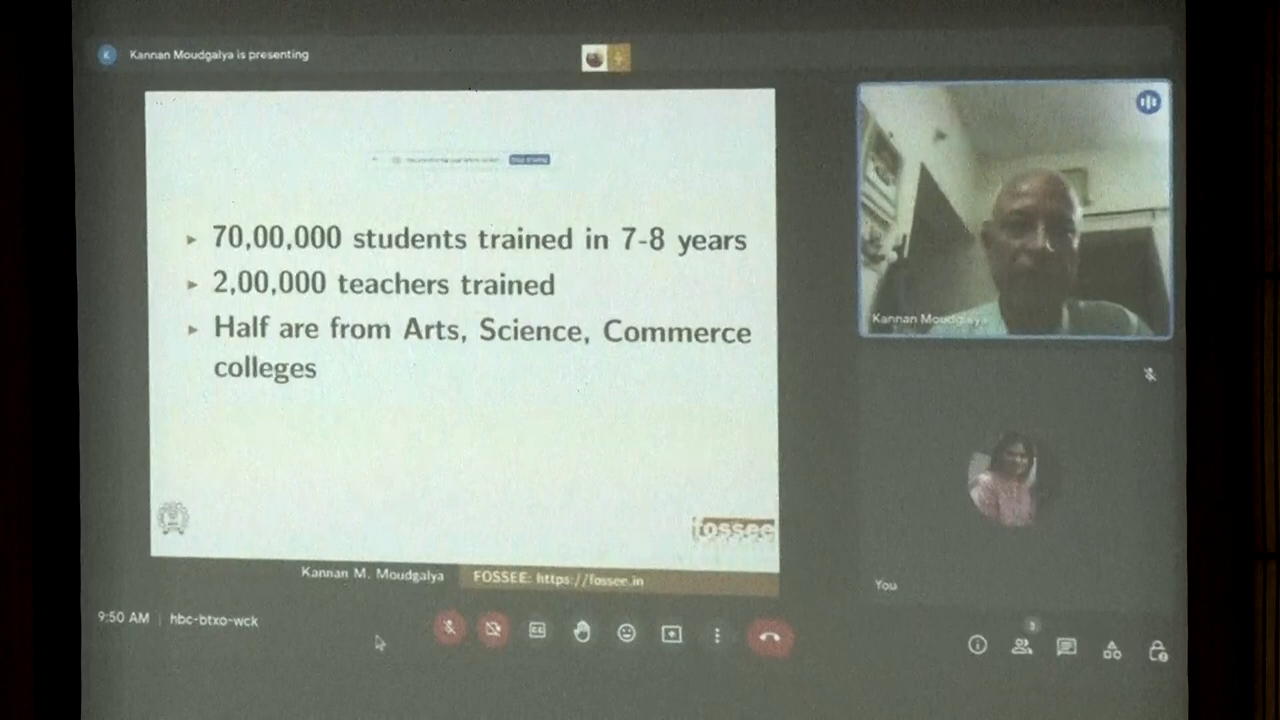 K
Kannan Moudgalya is presenting
70,00,000 students trained in 7-8 years
2,00,000 teachers trained
Half are from Arts, Science, Commerce
colleges
fossee
Kannan M. Moudgalya
FOSSEE: https://fossee.in
Kannan Moudgalya
You
9:50 AM | hbc-btxo-wck
CC
3